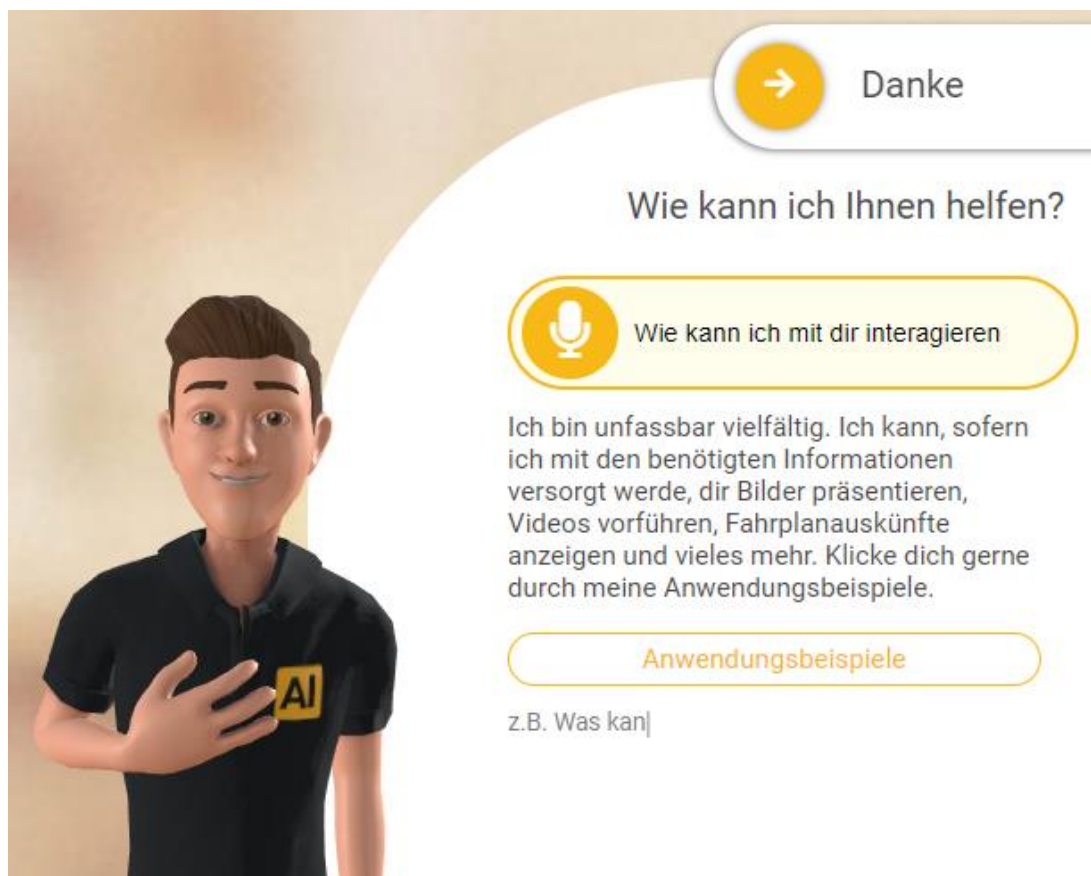 Danke
Wie kann ich Ihnen helfen?
Wie kann ich mit dir interagieren
Ich bin unfassbar vielfältig. Ich kann, sofern
ich mit den benötigten Informationen
versorgt werde, dir Bilder präsentieren,
Videos vorführen, Fahrplanauskünfte
anzeigen und vieles mehr. Klicke dich gerne
durch meine Anwendungsbeispiele.
AI
Anwendungsbeispiele
z.B. Was kan